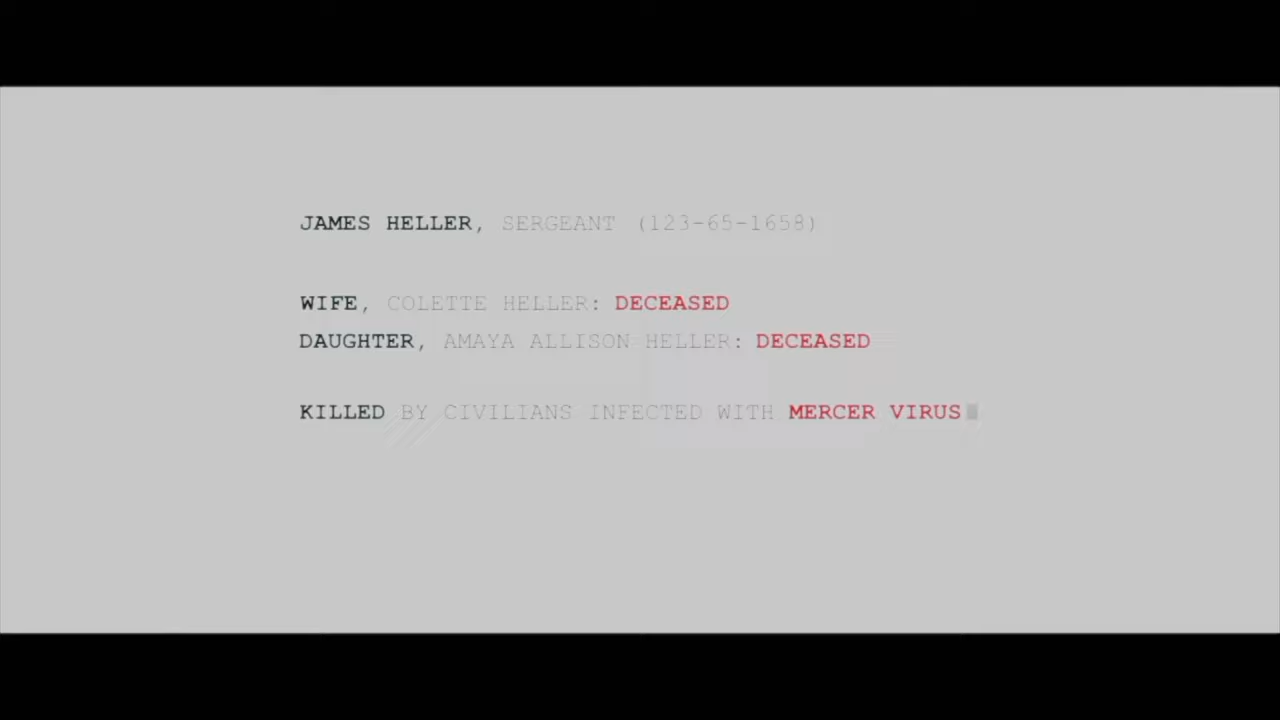 JAMES HELLER, SERGEANT (123-65-1658)
WIFE, COLETTE HELLER: DECEASED
DAUGHTER, AMAYA ALLISON HELLER: DECEASED
KILLED BY CIVILIANS INFECTED WITH MERCER VIRUS